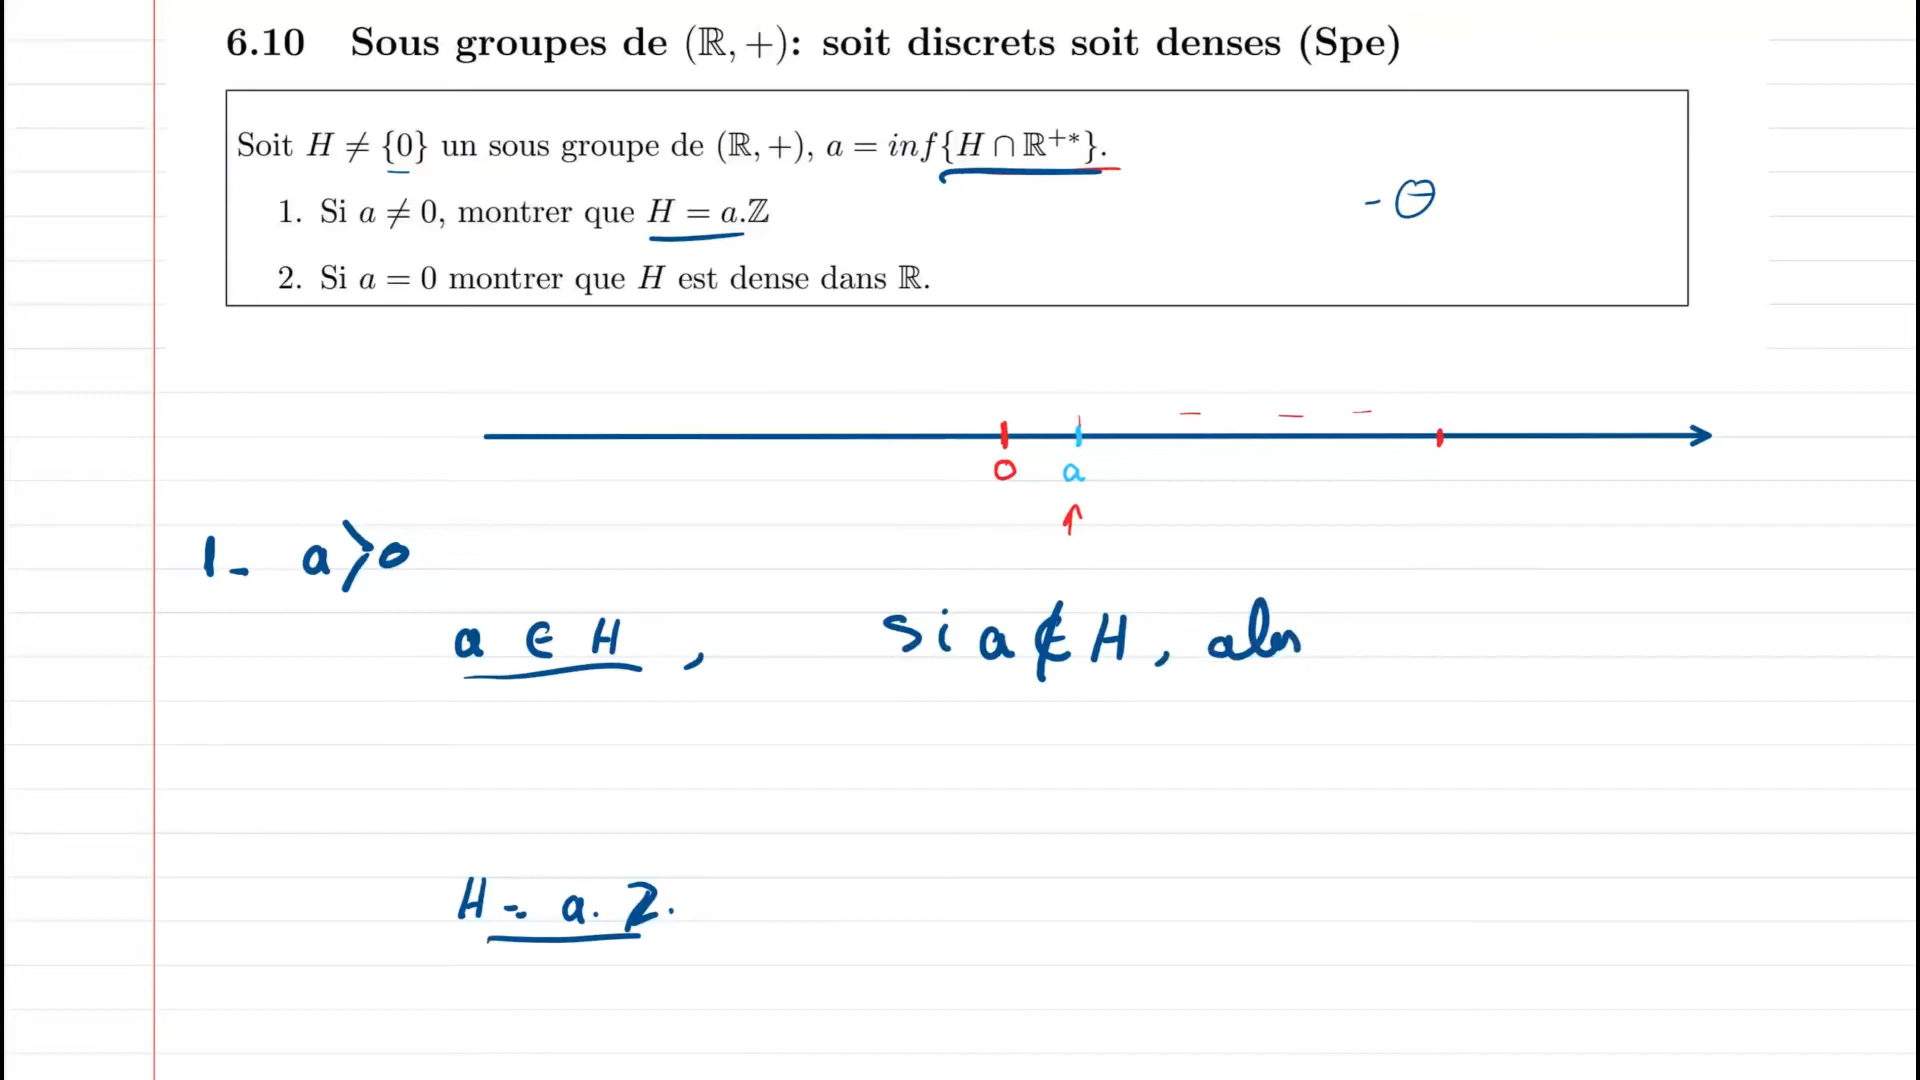 6.10 Sous groupes de (ℝ, +): soit discrets soit denses (Spe)
Soit H ≠ {0} un sous groupe de (ℝ, +), a = inf{H ∩ ℝ⁺*}.
1. Si a ≠ 0, montrer que H = a.ℤ
2. Si a = 0 montrer que H est dense dans ℝ.
0 a
1- a>0
a ∈ H , si a ∉ H, alors
H = a. Z.